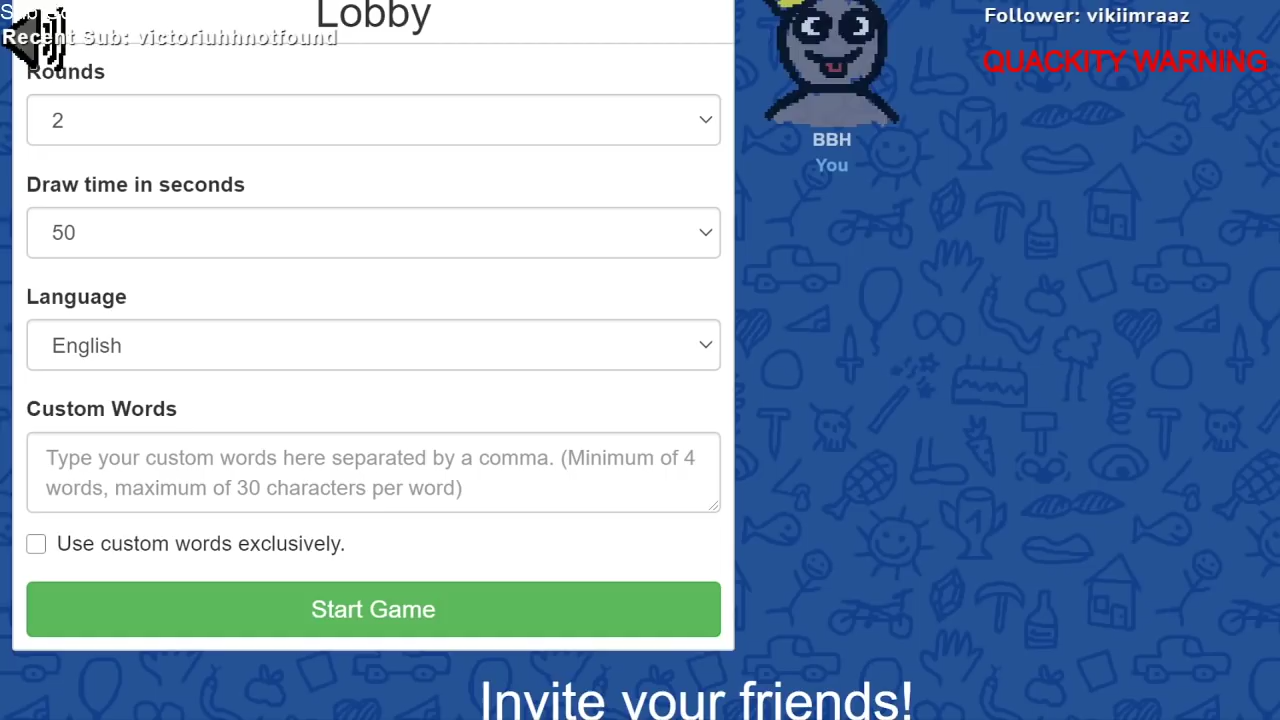 Lobby
Recent Sub: victoriuhhnotfound
Rounds
2
Draw time in seconds
50
Language
English
Custom Words
Type your custom words here separated by a comma. (Minimum of 4
words, maximum of 30 characters per word)
Use custom words exclusively.
Start Game
BBH
You
Follower: vikiimraaz
QUACKITY WARNING
Invite your friends!